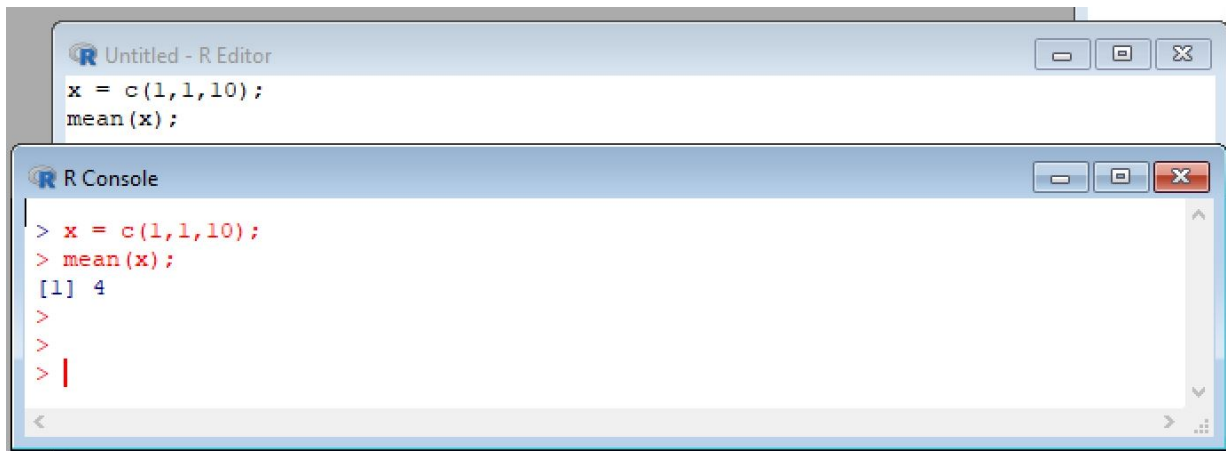 Untitled - R Editor
x = c(1,1,10);
mean(x);
R Console
> x = c(1,1,10);
> mean(x);
[1] 4
>
>
>